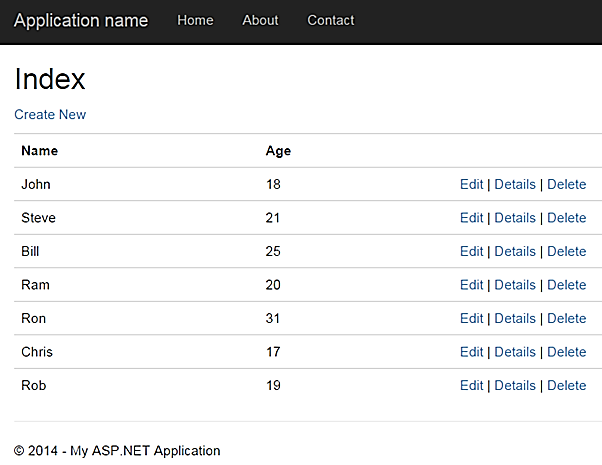 Application name Home About Contact
Index
Create New
Name Age
John 18 Edit | Details | Delete
Steve 21 Edit | Details | Delete
Bill 25 Edit | Details | Delete
Ram 20 Edit | Details | Delete
Ron 31 Edit | Details | Delete
Chris 17 Edit | Details | Delete
Rob 19 Edit | Details | Delete
© 2014 - My ASP.NET Application